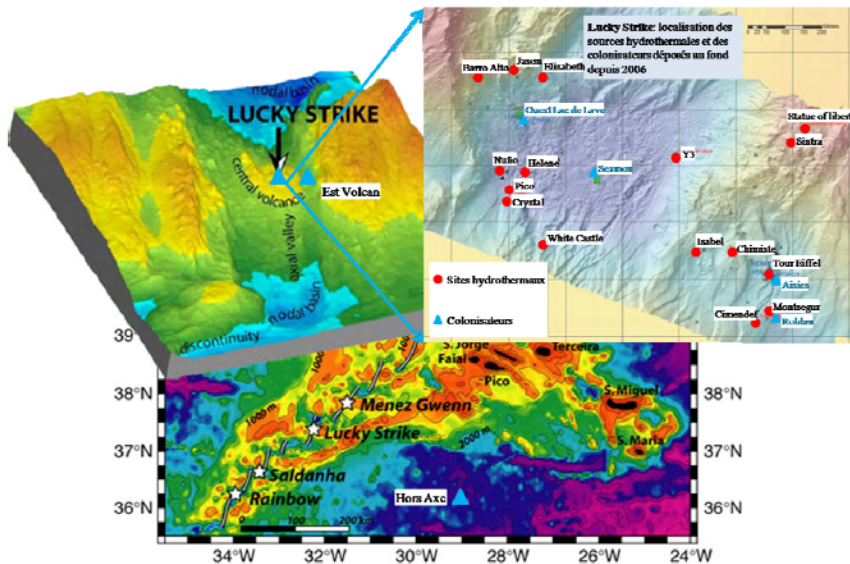 Lucky Strike: localisation des
sources hydrothermales et des
colonisateurs déposés au fond
depuis 2006
Barro Alto
Jason
Elisabeth
Ouest Lac de Lave
Statue of libert
Sintra
Y3
Nuño
Helene
Seamon
Pico
Crystal
White Castle
Isabel
Chimiste
Tour Eiffel
Aisics
Montsegur
Cimendef
Roldan
Sites hydrothermaux
Colonisateurs
nodal basin
LUCKY STRIKE
central volcano
Est Volcan
axial valley
nodal basin
discontinuity
39
38°N
37°N
36°N
38°N
37°N
36°N
1000 m
1000 m
S. Jorge
Faial
Terceira
Pico
S. Miguel
S. Maria
Menez Gwenn
Lucky Strike
2000 m
Saldanha
Rainbow
Hors Axe
0 100 200 km
34°W 32°W 30°W 28°W 26°W 24°W